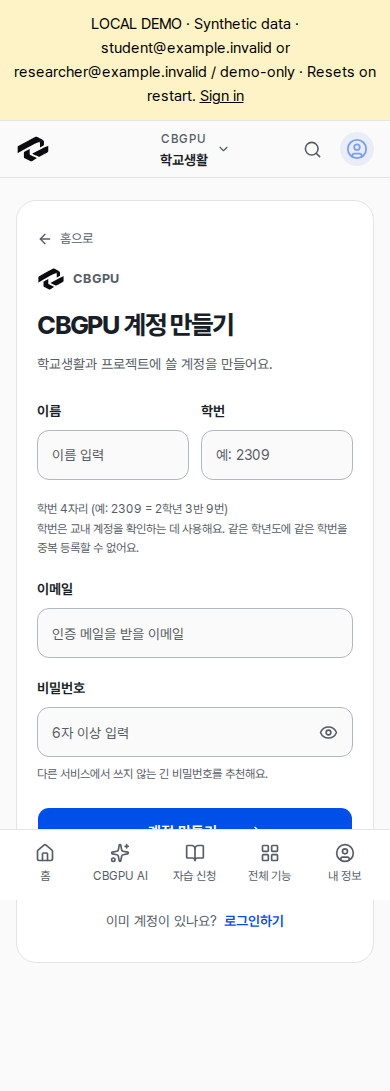 LOCAL DEMO · Synthetic data ·
student@example.invalid or
researcher@example.invalid / demo-only · Resets on
restart. Sign in
CBGPU
학교생활
홈으로
CBGPU
CBGPU 계정 만들기
학교생활과 프로젝트에 쓸 계정을 만들어요.
이름
학번
이름 입력
예: 2309
학번 4자리 (예: 2309 = 2학년 3반 9번)
학번은 교내 계정을 확인하는 데 사용해요. 같은 학년도에 같은 학번을
중복 등록할 수 없어요.
이메일
인증 메일을 받을 이메일
비밀번호
6자 이상 입력
다른 서비스에서 쓰지 않는 긴 비밀번호를 추천해요.
계정 만들기
홈
CBGPU AI
자습 신청
전체 기능
내 정보
이미 계정이 있나요? 로그인하기